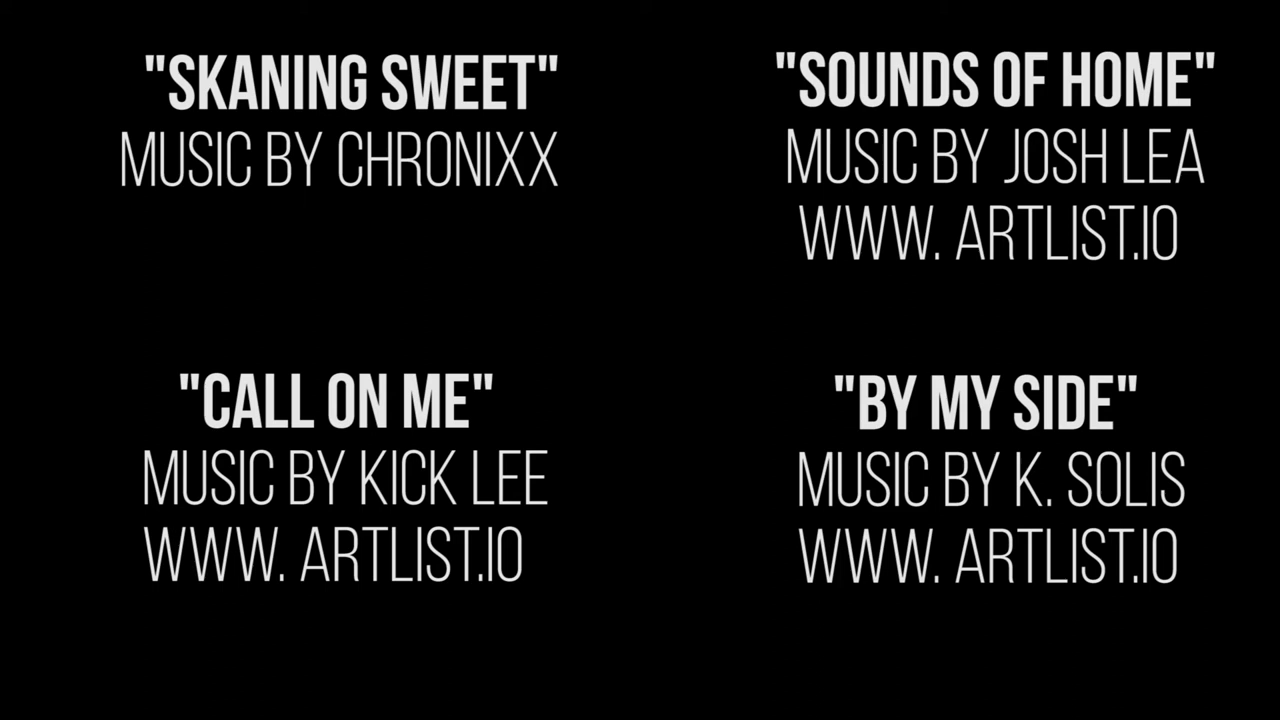 "SKANING SWEET"
MUSIC BY CHRONIXX
"SOUNDS OF HOME"
MUSIC BY JOSH LEA
WWW. ARTLIST.IO
"CALL ON ME"
MUSIC BY KICK LEE
WWW. ARTLIST.IO
"BY MY SIDE"
MUSIC BY K. SOLIS
WWW. ARTLIST.IO